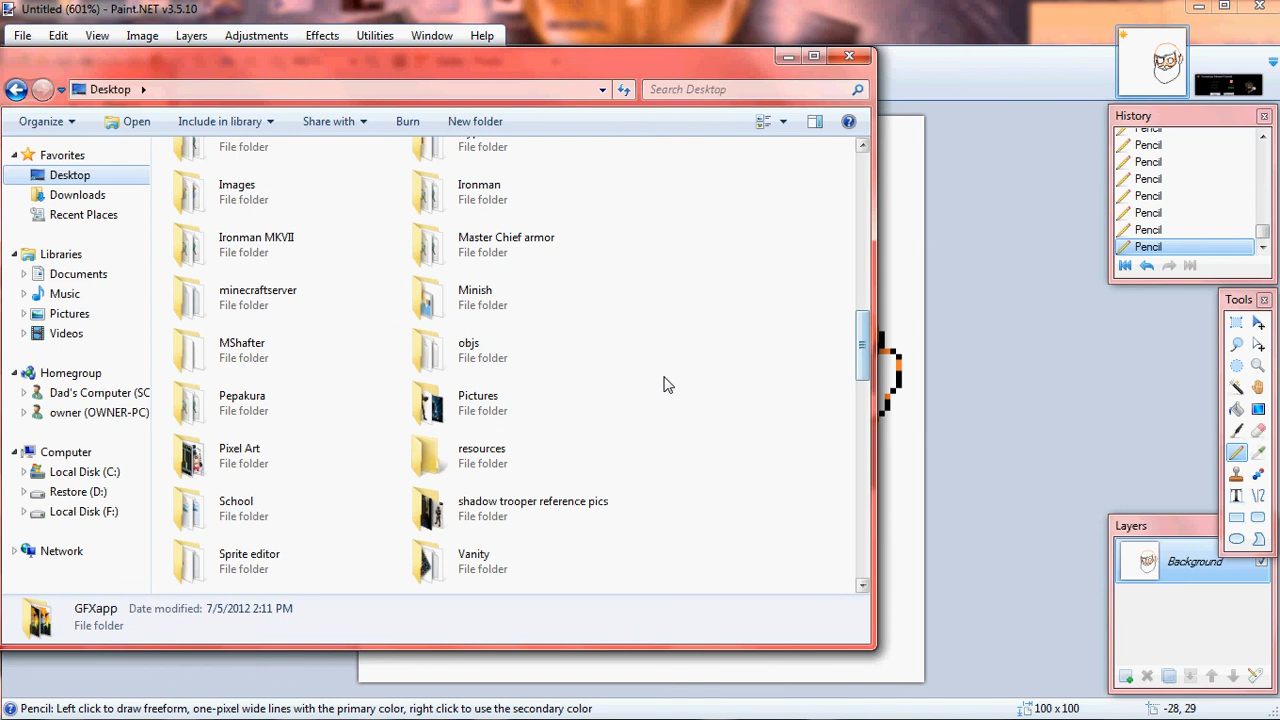 Untitled (601%) - Paint.NET v3.5.10
File Edit View Image Layers Adjustments Effects Utilities Window Help
Desktop
Search Desktop
Organize Open Include in library Share with Burn New folder
Favorites
Desktop
Downloads
Recent Places
Libraries
Documents
Music
Pictures
Videos
Homegroup
Dad's Computer (SC
owner (OWNER-PC)
Computer
Local Disk (C:)
Restore (D:)
Local Disk (F:)
Network
File folder
File folder
Images
File folder
Ironman
File folder
Ironman MKVII
File folder
Master Chief armor
File folder
minecraftserver
File folder
Minish
File folder
MShafter
File folder
objs
File folder
Pepakura
File folder
Pictures
File folder
Pixel Art
File folder
resources
File folder
School
File folder
shadow trooper reference pics
File folder
Sprite editor
File folder
Vanity
File folder
GFXapp Date modified: 7/5/2012 2:11 PM
File folder
History
Pencil
Pencil
Pencil
Pencil
Pencil
Pencil
Pencil
Tools
Layers
Background
Pencil: Left click to draw freeform, one-pixel wide lines with the primary color, right click to use the secondary color
100 x 100
-28, 29